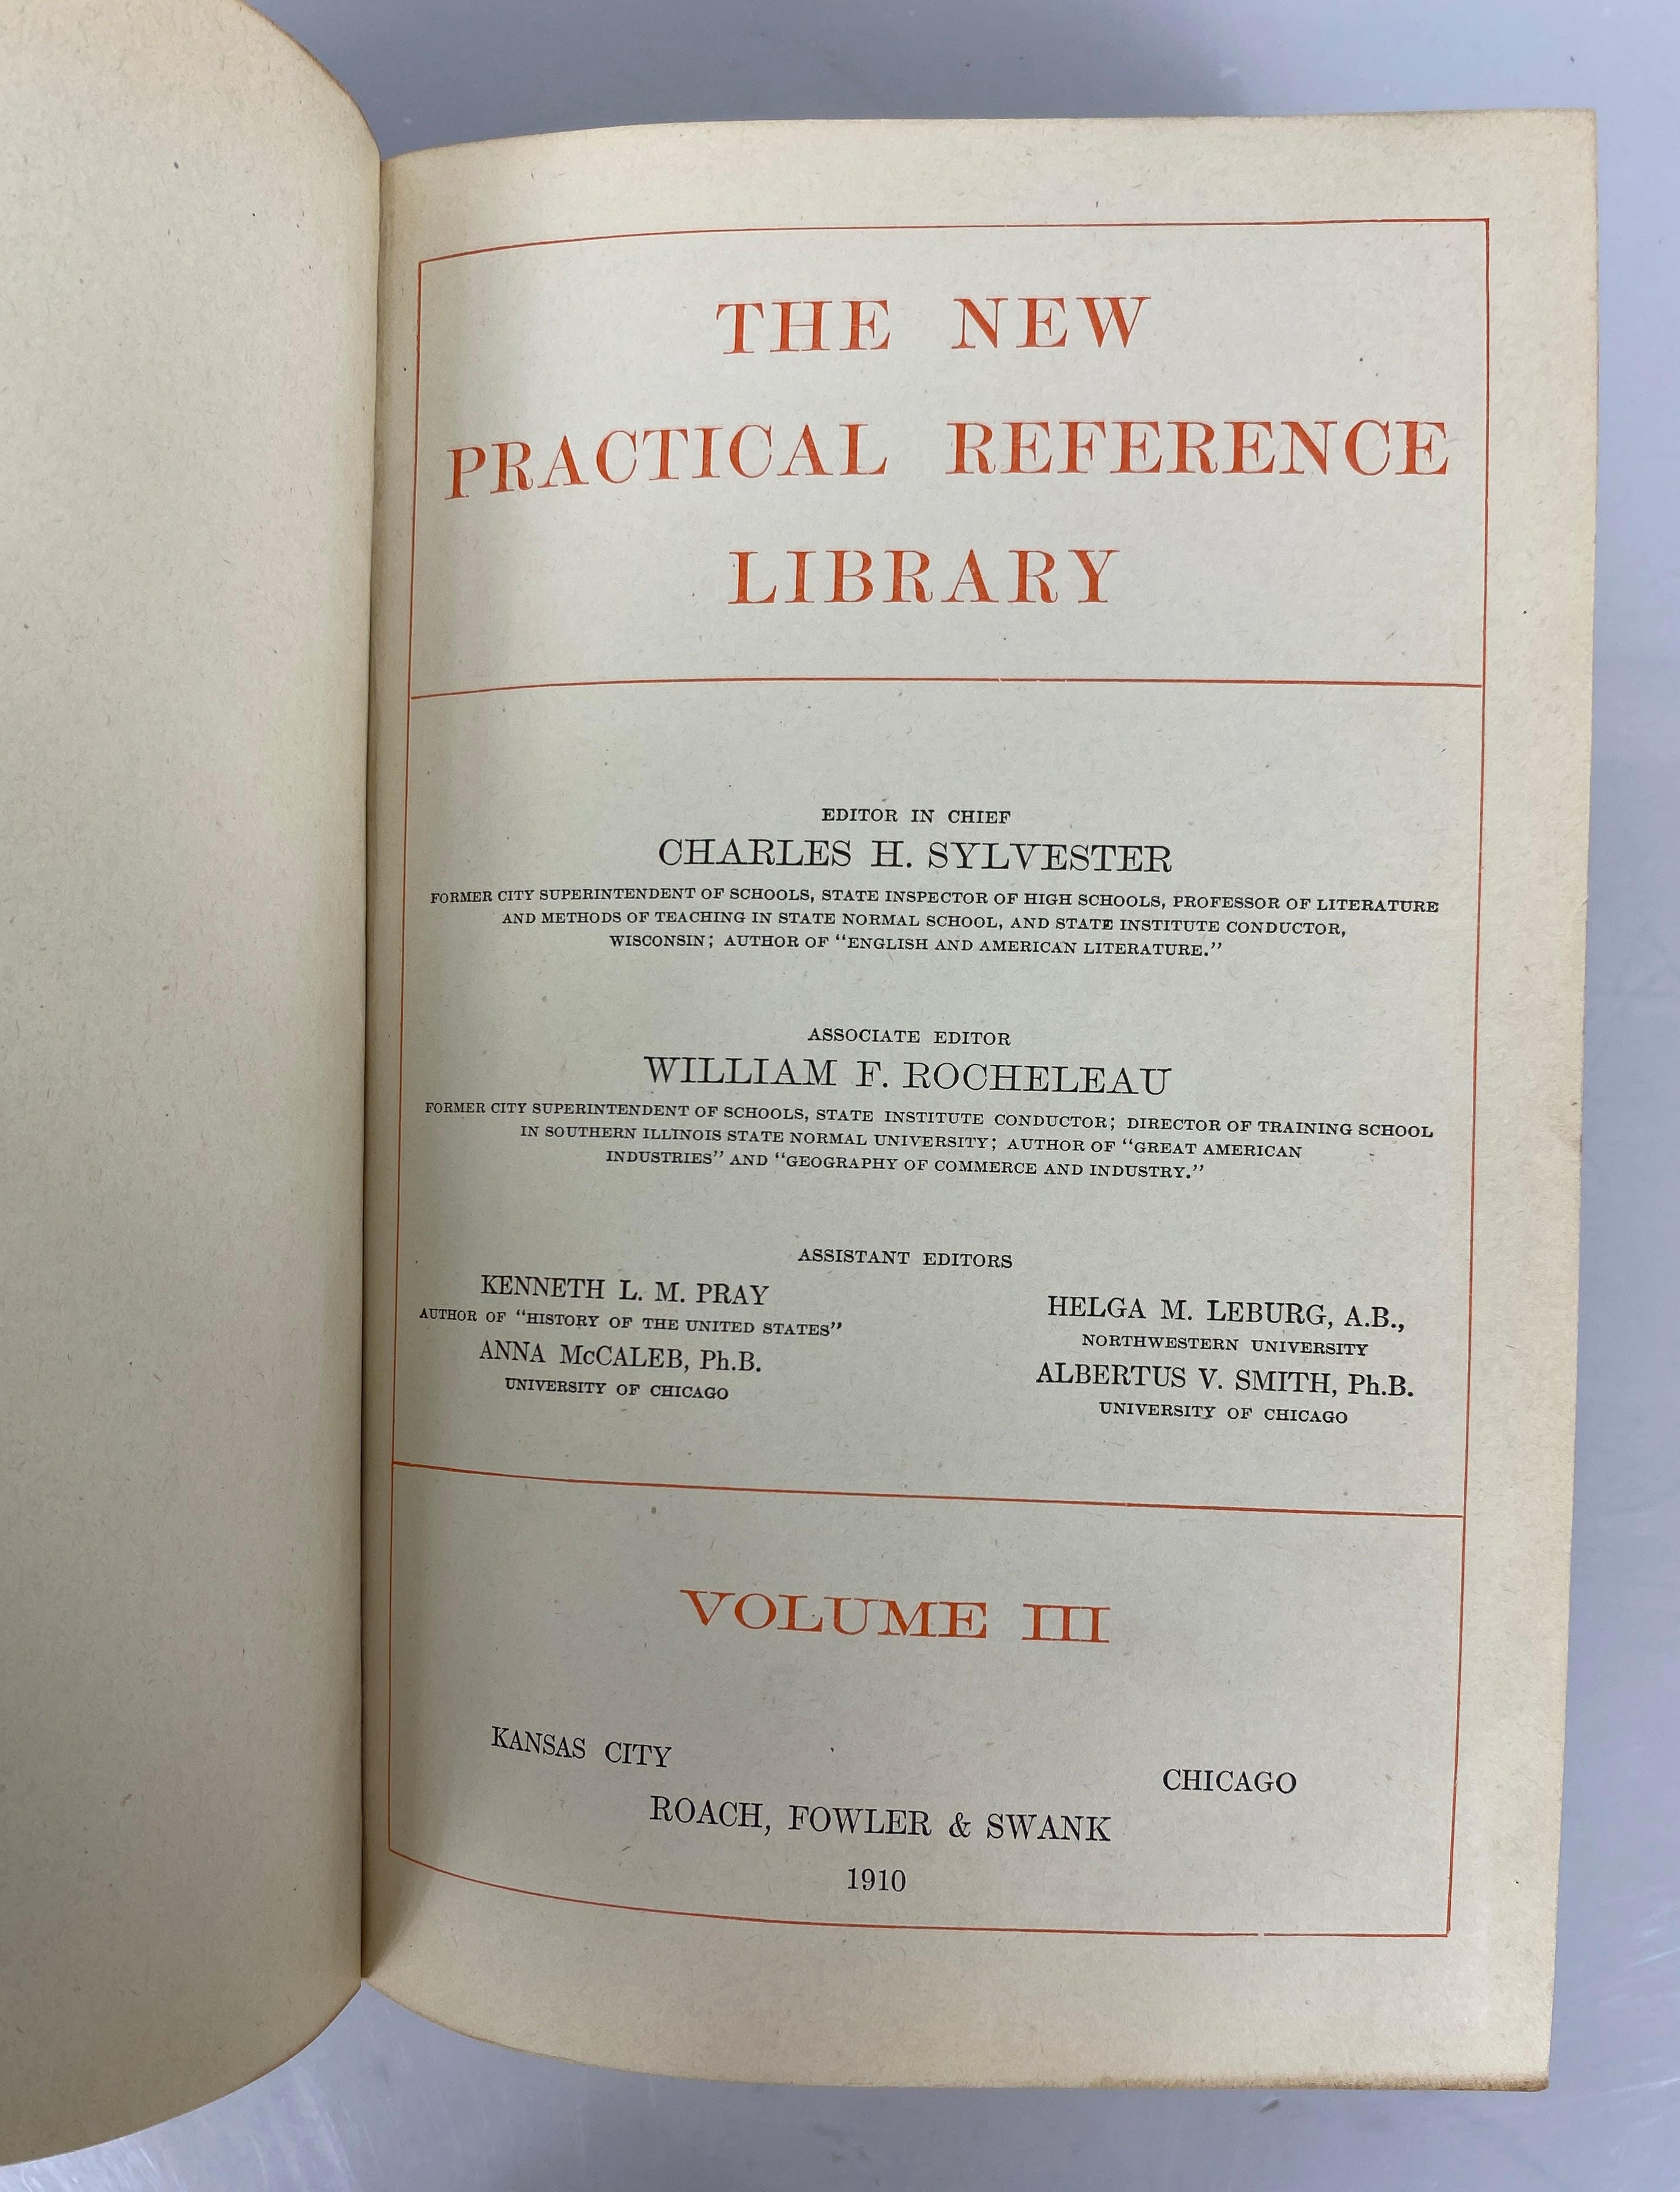 THE NEW
PRACTICAL REFERENCE
LIBRARY
EDITOR IN CHIEF
CHARLES H. SYLVESTER
FORMER CITY SUPERINTENDENT OF SCHOOLS, STATE INSPECTOR OF HIGH SCHOOLS, PROFESSOR OF LITERATURE
AND METHODS OF TEACHING IN STATE NORMAL SCHOOL, AND STATE INSTITUTE CONDUCTOR,
WISCONSIN; AUTHOR OF "ENGLISH AND AMERICAN LITERATURE."
ASSOCIATE EDITOR
WILLIAM F. ROCHELEAU
FORMER CITY SUPERINTENDENT OF SCHOOLS, STATE INSTITUTE CONDUCTOR; DIRECTOR OF TRAINING SCHOOL
IN SOUTHERN ILLINOIS STATE NORMAL UNIVERSITY; AUTHOR OF "GREAT AMERICAN
INDUSTRIES" AND "GEOGRAPHY OF COMMERCE AND INDUSTRY."
ASSISTANT EDITORS
KENNETH L. M. PRAY
AUTHOR OF "HISTORY OF THE UNITED STATES"
ANNA McCALEB, Ph.B.
UNIVERSITY OF CHICAGO
HELGA M. LEBURG, A.B.,
NORTHWESTERN UNIVERSITY
ALBERTUS V. SMITH, Ph.B.
UNIVERSITY OF CHICAGO
VOLUME III
KANSAS CITY
CHICAGO
ROACH, FOWLER & SWANK
1910